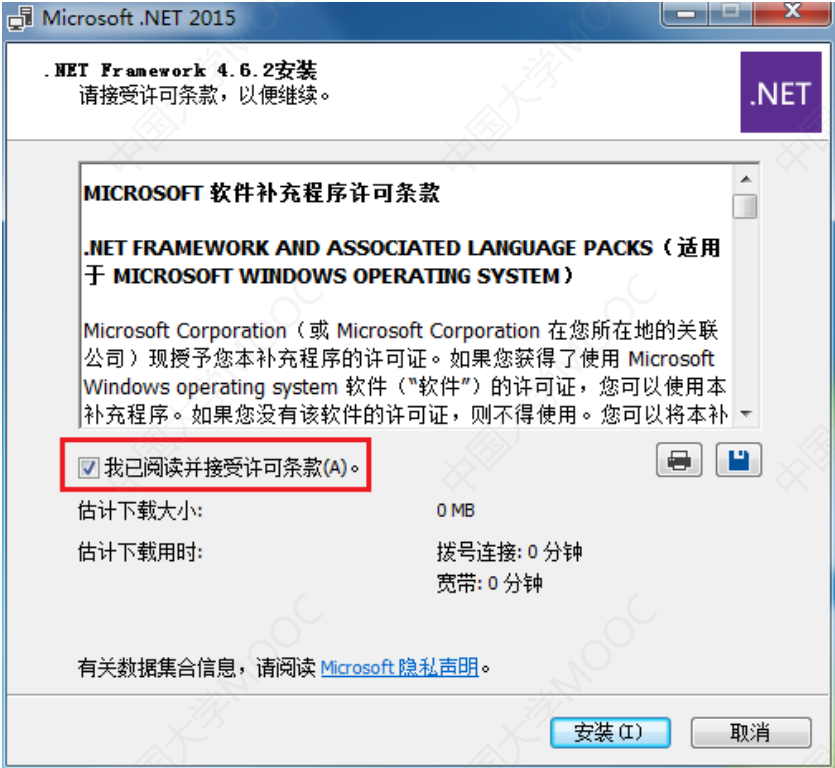 Microsoft .NET 2015
.NET Framework 4.6.2安装
请接受许可条款，以便继续。
.NET
MICROSOFT 软件补充程序许可条款
.NET FRAMEWORK AND ASSOCIATED LANGUAGE PACKS（适用
于 MICROSOFT WINDOWS OPERATING SYSTEM）
Microsoft Corporation（或 Microsoft Corporation 在您所在地的关联
公司）现授予您本补充程序的许可证。如果您获得了使用 Microsoft
Windows operating system 软件（“软件”）的许可证，您可以使用本
补充程序。如果您没有该软件的许可证，则不得使用。您可以将本补
我已阅读并接受许可条款(A)。
估计下载大小:
0 MB
估计下载用时:
拨号连接: 0 分钟
宽带: 0 分钟
有关数据集合信息，请阅读 Microsoft 隐私声明。
安装(I)
取消
中国大学MOOC